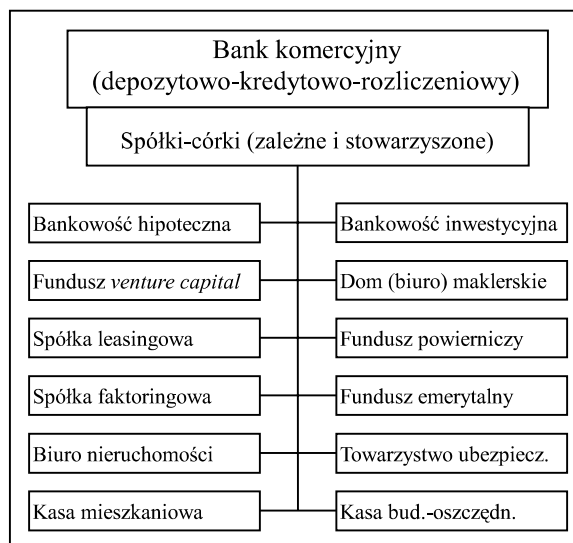 Bank komercyjny
(depozytowo-kredytowo-rozliczeniowy)
Spółki-córki (zależne i stowarzyszone)
Bankowość hipoteczna
Bankowość inwestycyjna
Fundusz venture capital
Dom (biuro) maklerskie
Spółka leasingowa
Fundusz powierniczy
Spółka faktoringowa
Fundusz emerytalny
Biuro nieruchomości
Towarzystwo ubezpiecz.
Kasa mieszkaniowa
Kasa bud.-oszczędn.